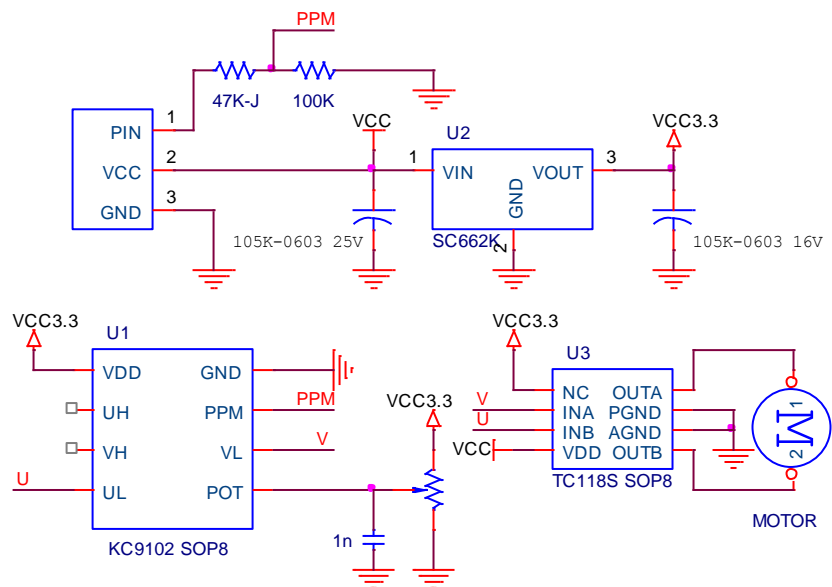 PPM
47K-J
100K
PIN
1
VCC
2
GND
3
VCC
105K-0603 25V
U2
1
VIN
VOUT
3
GND
2
SC662K
VCC3.3
105K-0603 16V
VCC3.3
U1
VDD
GND
UH
PPM
PPM
VH
VL
V
U
UL
POT
KC9102 SOP8
1n
VCC3.3
VCC3.3
U3
NC
OUTA
V
INA
PGND
U
INB
AGND
VCC
VDD
OUTB
TC118S SOP8
1
M
2
MOTOR